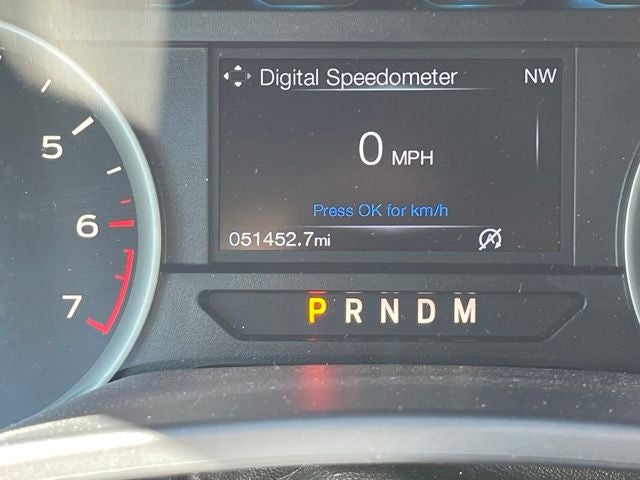 Digital Speedometer NW
5
0 MPH
6
Press OK for km/h
051452.7mi
7
P R N D M